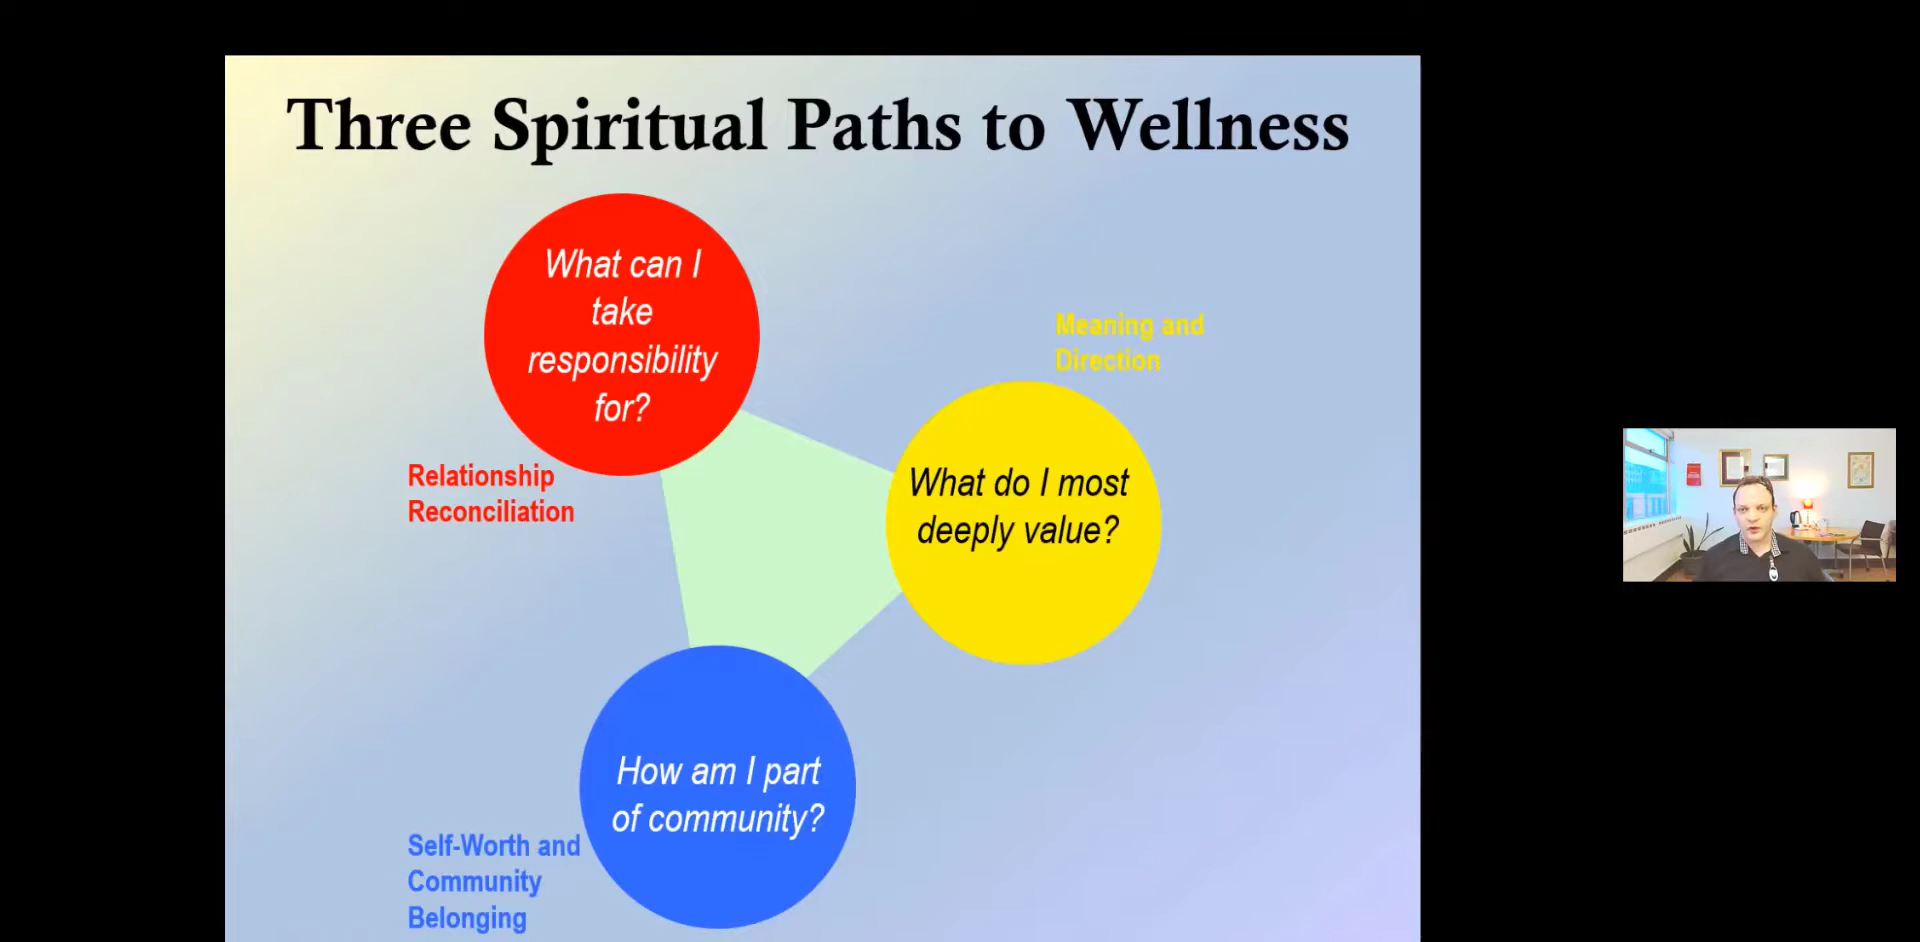 Three Spiritual Paths to Wellness
What can I
take
responsibility
for?
Relationship
Reconciliation
Meaning and
Direction
What do I most
deeply value?
How am I part
of community?
Self-Worth and
Community
Belonging